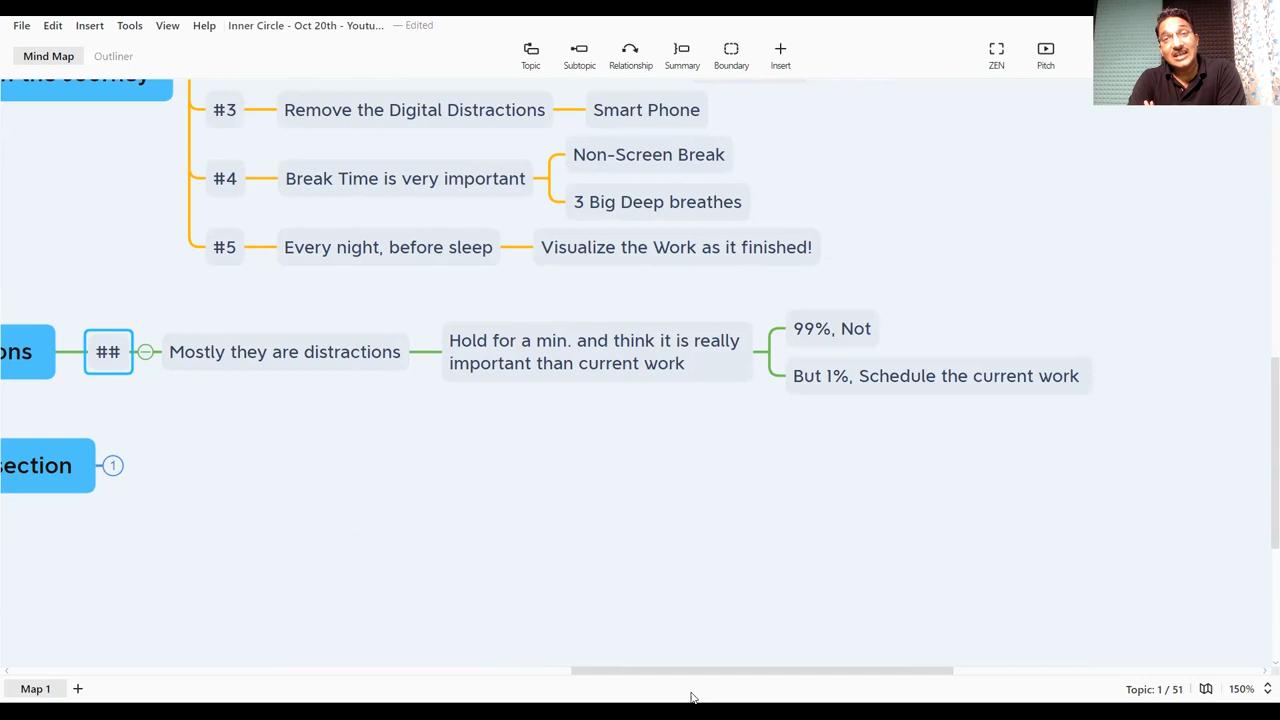 File Edit Insert Tools View Help Inner Circle - Oct 20th - Youtu... — Edited
Mind Map Outliner
Topic Subtopic Relationship Summary Boundary Insert ZEN Pitch
#3 Remove the Digital Distractions Smart Phone
#4 Break Time is very important
Non-Screen Break
3 Big Deep breathes
#5 Every night, before sleep Visualize the Work as it finished!
ons ## Mostly they are distractions
Hold for a min. and think it is really
important than current work
99%, Not
But 1%, Schedule the current work
section 1
Map 1 +
Topic: 1 / 51 150%